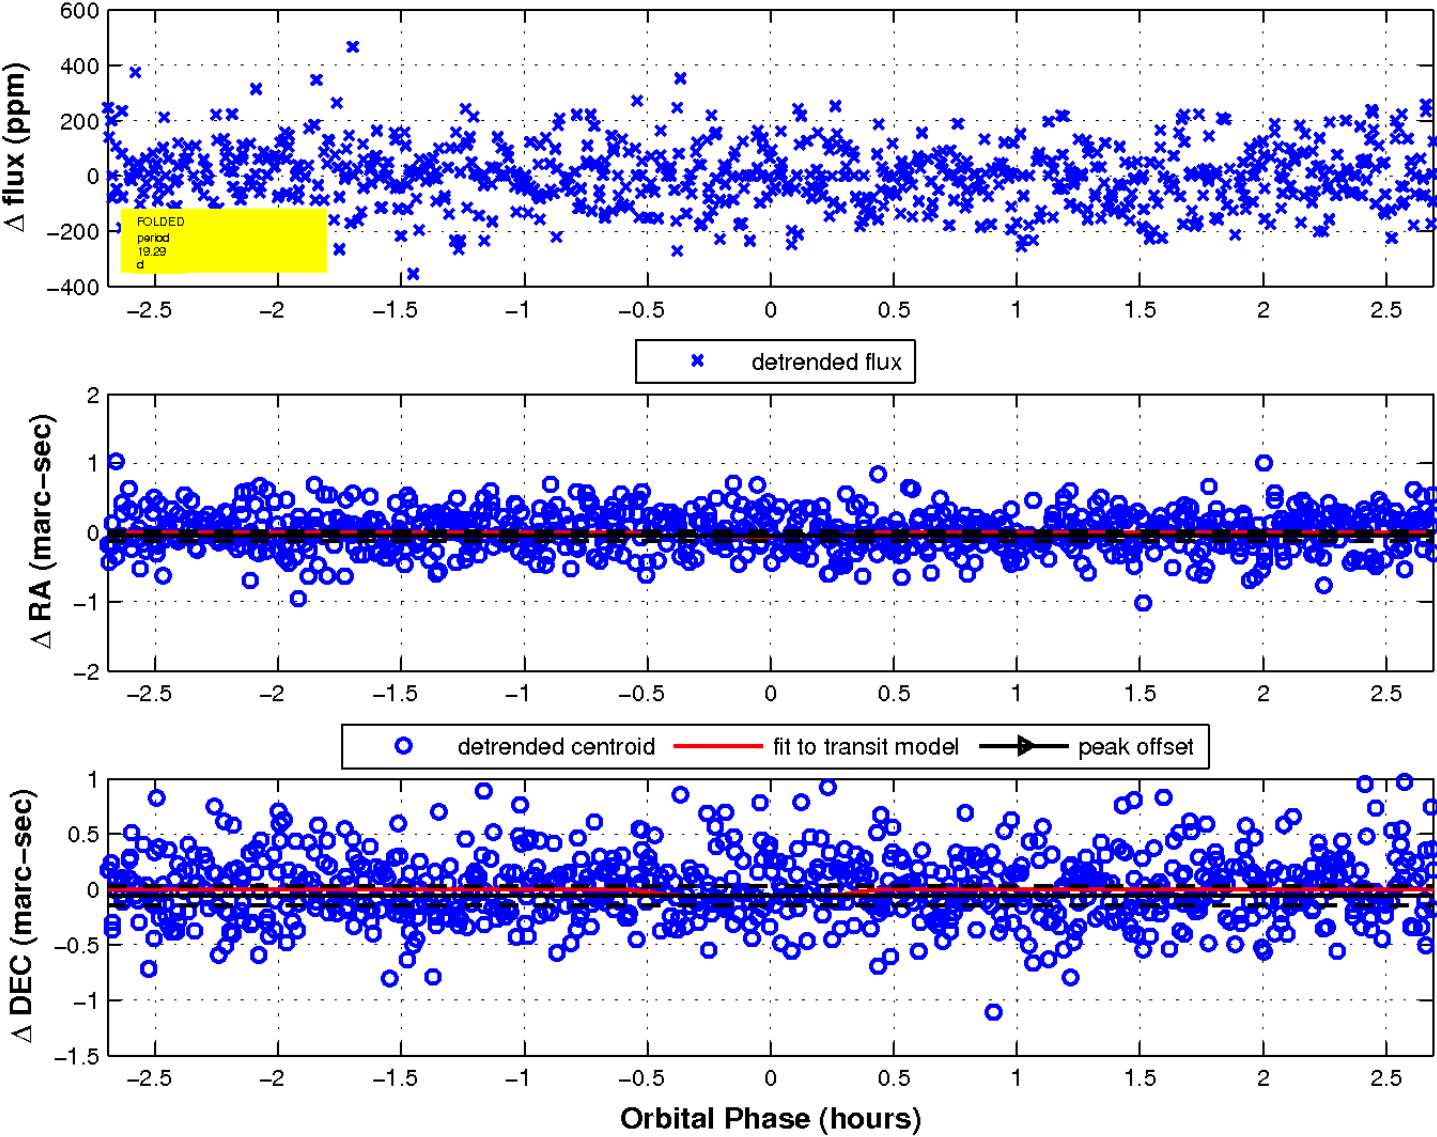 600
400
200
0
−200
−400
Δ flux (ppm)
FOLDED
period
19.29
d
−2.5 −2 −1.5 −1 −0.5 0 0.5 1 1.5 2 2.5
detrended flux
2
1
0
−1
−2
Δ RA (marc−sec)
−2.5 −2 −1.5 −1 −0.5 0 0.5 1 1.5 2 2.5
detrended centroid fit to transit model peak offset
1
0.5
0
−0.5
−1
−1.5
Δ DEC (marc−sec)
−2.5 −2 −1.5 −1 −0.5 0 0.5 1 1.5 2 2.5
Orbital Phase (hours)